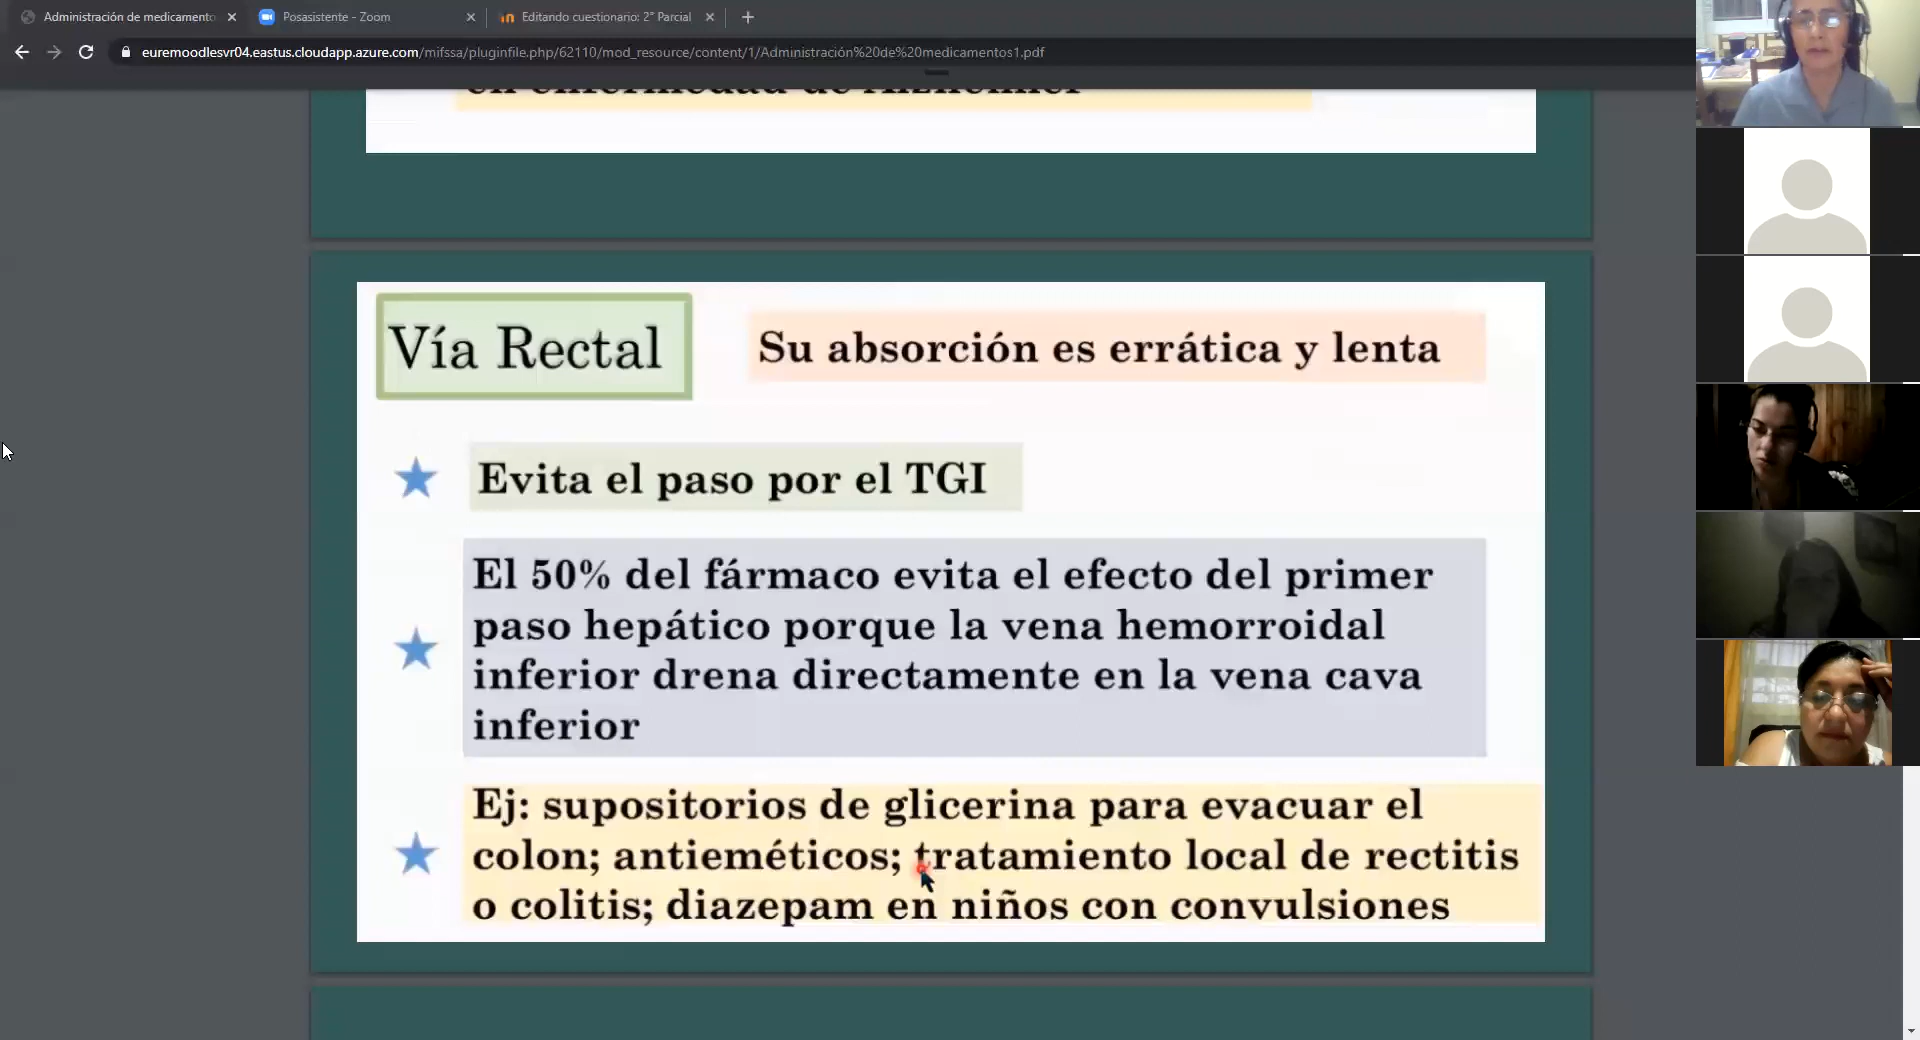 Administración de medicamento
Posasistente - Zoom
Editando cuestionario: 2° Parcial
euremoodlesvr04.eastus.cloudapp.azure.com/mifssa/pluginfile.php/62110/mod_resource/content/1/Administración%20de%20medicamentos1.pdf
en enfermedad de Alzheimer
Vía Rectal
Su absorción es errática y lenta
Evita el paso por el TGI
El 50% del fármaco evita el efecto del primer
paso hepático porque la vena hemorroidal
inferior drena directamente en la vena cava
inferior
Ej: supositorios de glicerina para evacuar el
colon; antieméticos; tratamiento local de rectitis
o colitis; diazepam en niños con convulsiones